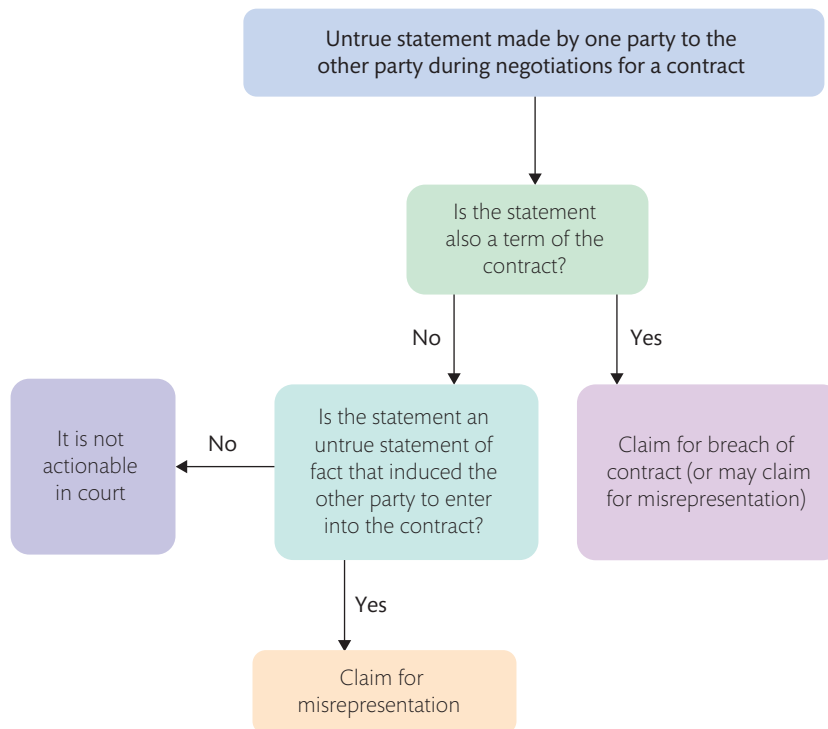 Untrue statement made by one party to the
other party during negotiations for a contract
Is the statement
also a term of the
contract?
No
Yes
It is not
actionable
in court
No
Is the statement an
untrue statement of
fact that induced the
other party to enter
into the contract?
Claim for breach of
contract (or may claim
for misrepresentation)
Yes
Claim for
misrepresentation